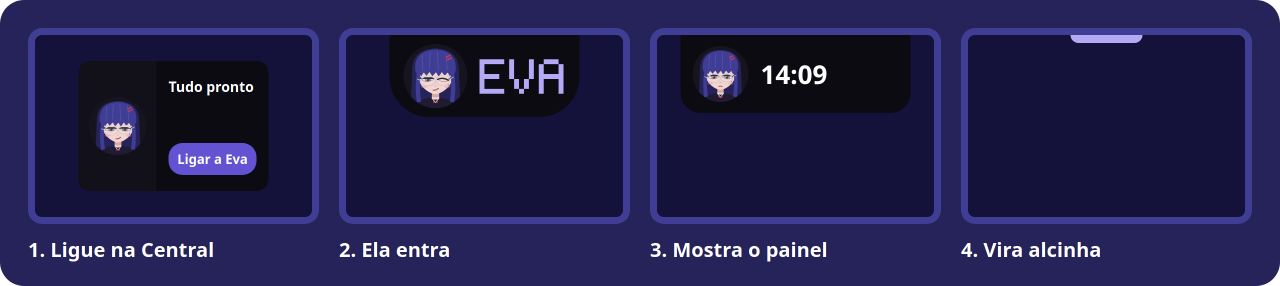 Tudo pronto
Ligar a Eva
EVA
14:09
1. Ligue na Central
2. Ela entra
3. Mostra o painel
4. Vira alcinha